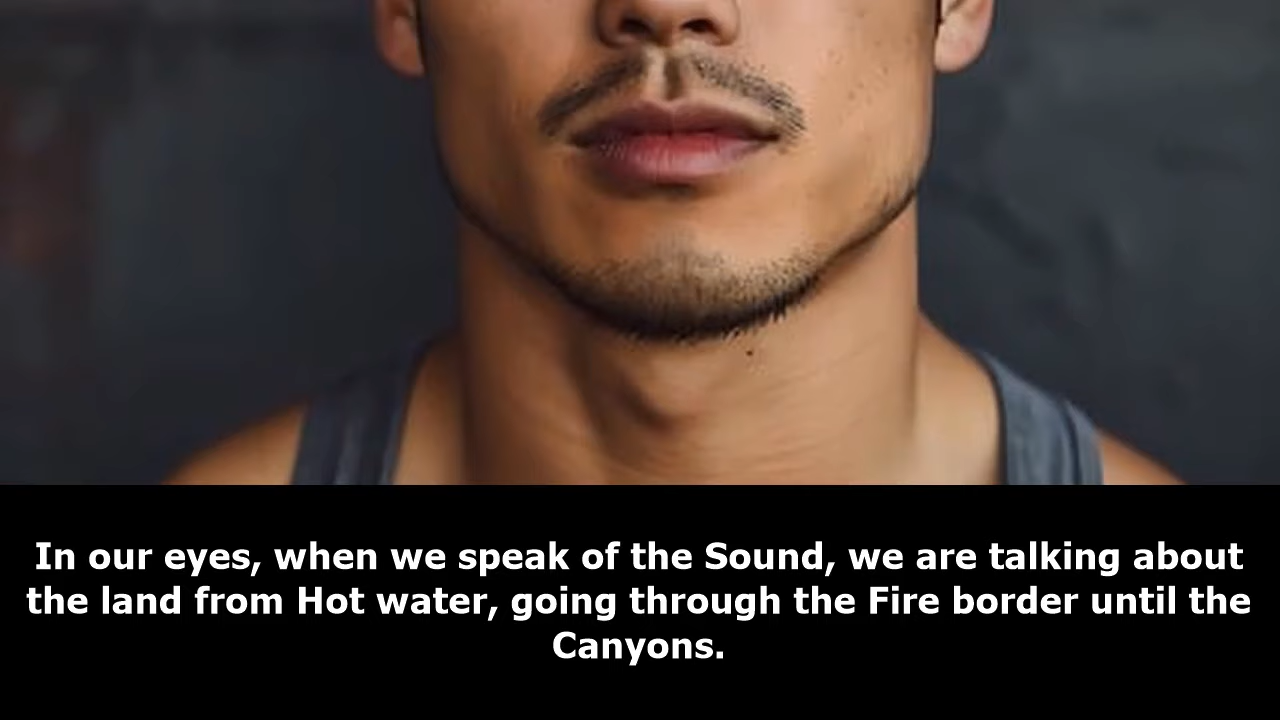 In our eyes, when we speak of the Sound, we are talking about
the land from Hot water, going through the Fire border until the
Canyons.